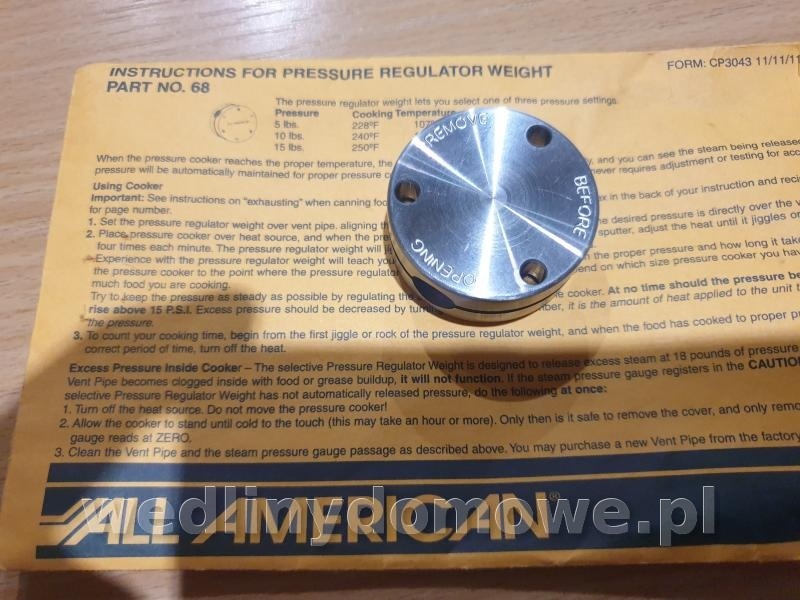 INSTRUCTIONS FOR PRESSURE REGULATOR WEIGHT
PART NO. 68
FORM: CP3043 11/11/11
The pressure regulator weight lets you select one of three pressure settings.
Pressure Cooking Temperature
5 lbs. 228°F
10 lbs. 240°F
15 lbs. 250°F
When the pressure cooker reaches the proper temperature, the and you can see the steam being released
pressure will be automatically maintained for proper pressure never requires adjustment or testing for
Using Cooker
Important: See instructions on "exhausting" when canning in the back of your instruction and
for page number.
1. Set the pressure regulator weight over vent pipe, aligning desired pressure is directly over the
2. Place pressure cooker over heat source, and when the sputter, adjust the heat until it jiggles or
four times each minute. The pressure regulator weight will the proper pressure and how long it
Experience with the pressure regulator weight will teach you on which size pressure cooker you
the pressure cooker to the point where the pressure
much food you are cooking. cooker. At no time should the pressure
Try to keep the pressure as steady as possible by regulating it is the amount of heat applied to the unit
rise above 15 P.S.I. Excess pressure should be decreased by
the pressure.
3. To count your cooking time, begin from the first jiggle or rock of the pressure regulator weight, and when the food has cooked to proper
correct period of time, turn off the heat.
Excess Pressure Inside Cooker – The selective Pressure Regulator Weight is designed to release excess steam at 18 pounds of pressure
Vent Pipe becomes clogged inside with food or grease buildup, it will not function. If the steam pressure gauge registers in the CAUTION
selective Pressure Regulator Weight has not automatically released pressure, do the following at once:
1. Turn off the heat source. Do not move the pressure cooker!
2. Allow the cooker to stand until cold to the touch (this may take an hour or more). Only then is it safe to remove the cover, and only
gauge reads at ZERO.
3. Clean the Vent Pipe and the steam pressure gauge passage as described above. You may purchase a new Vent Pipe from the factory
REMOVE
BEFORE
OPENING
ALL AMERICAN®
wedlinydomowe.pl